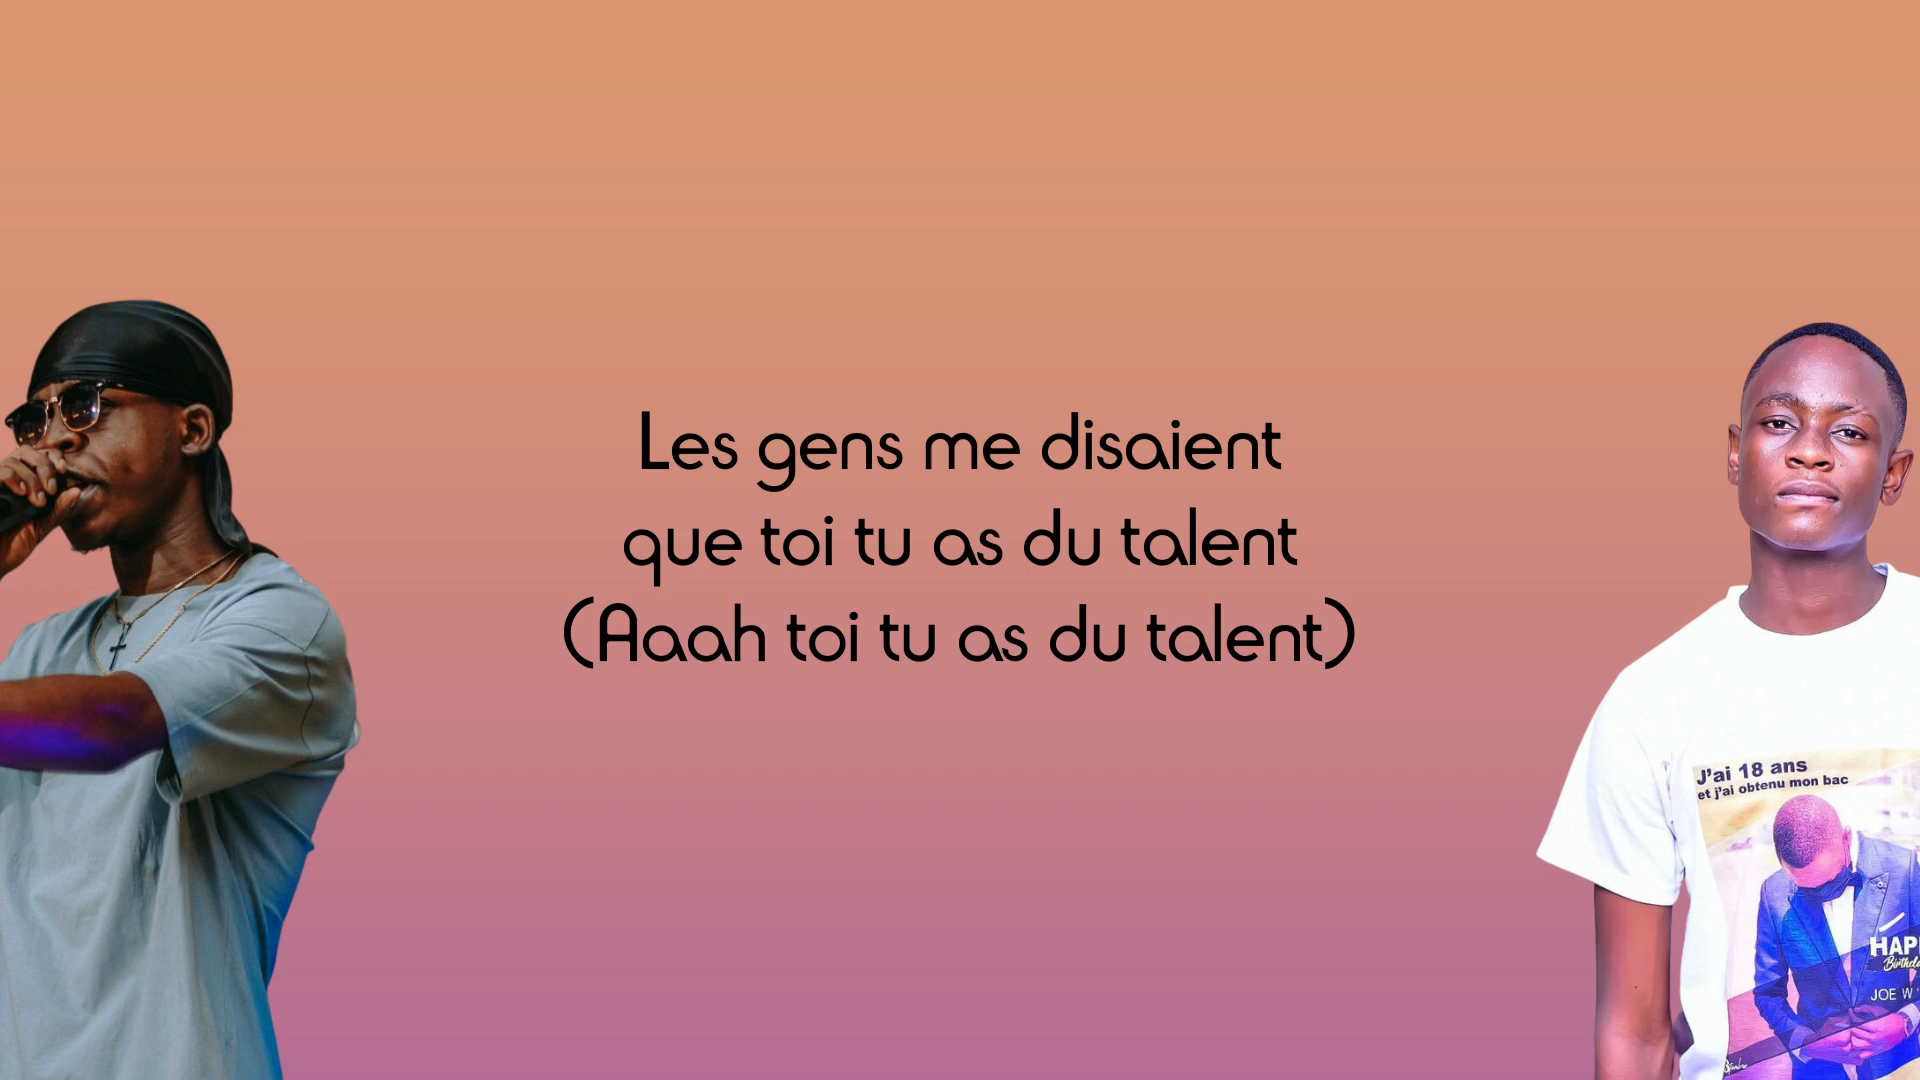 Les gens me disaient
que toi tu as du talent
(Aaah toi tu as du talent)
J'ai 18 ans
et j'ai obtenu mon bac
JOE W